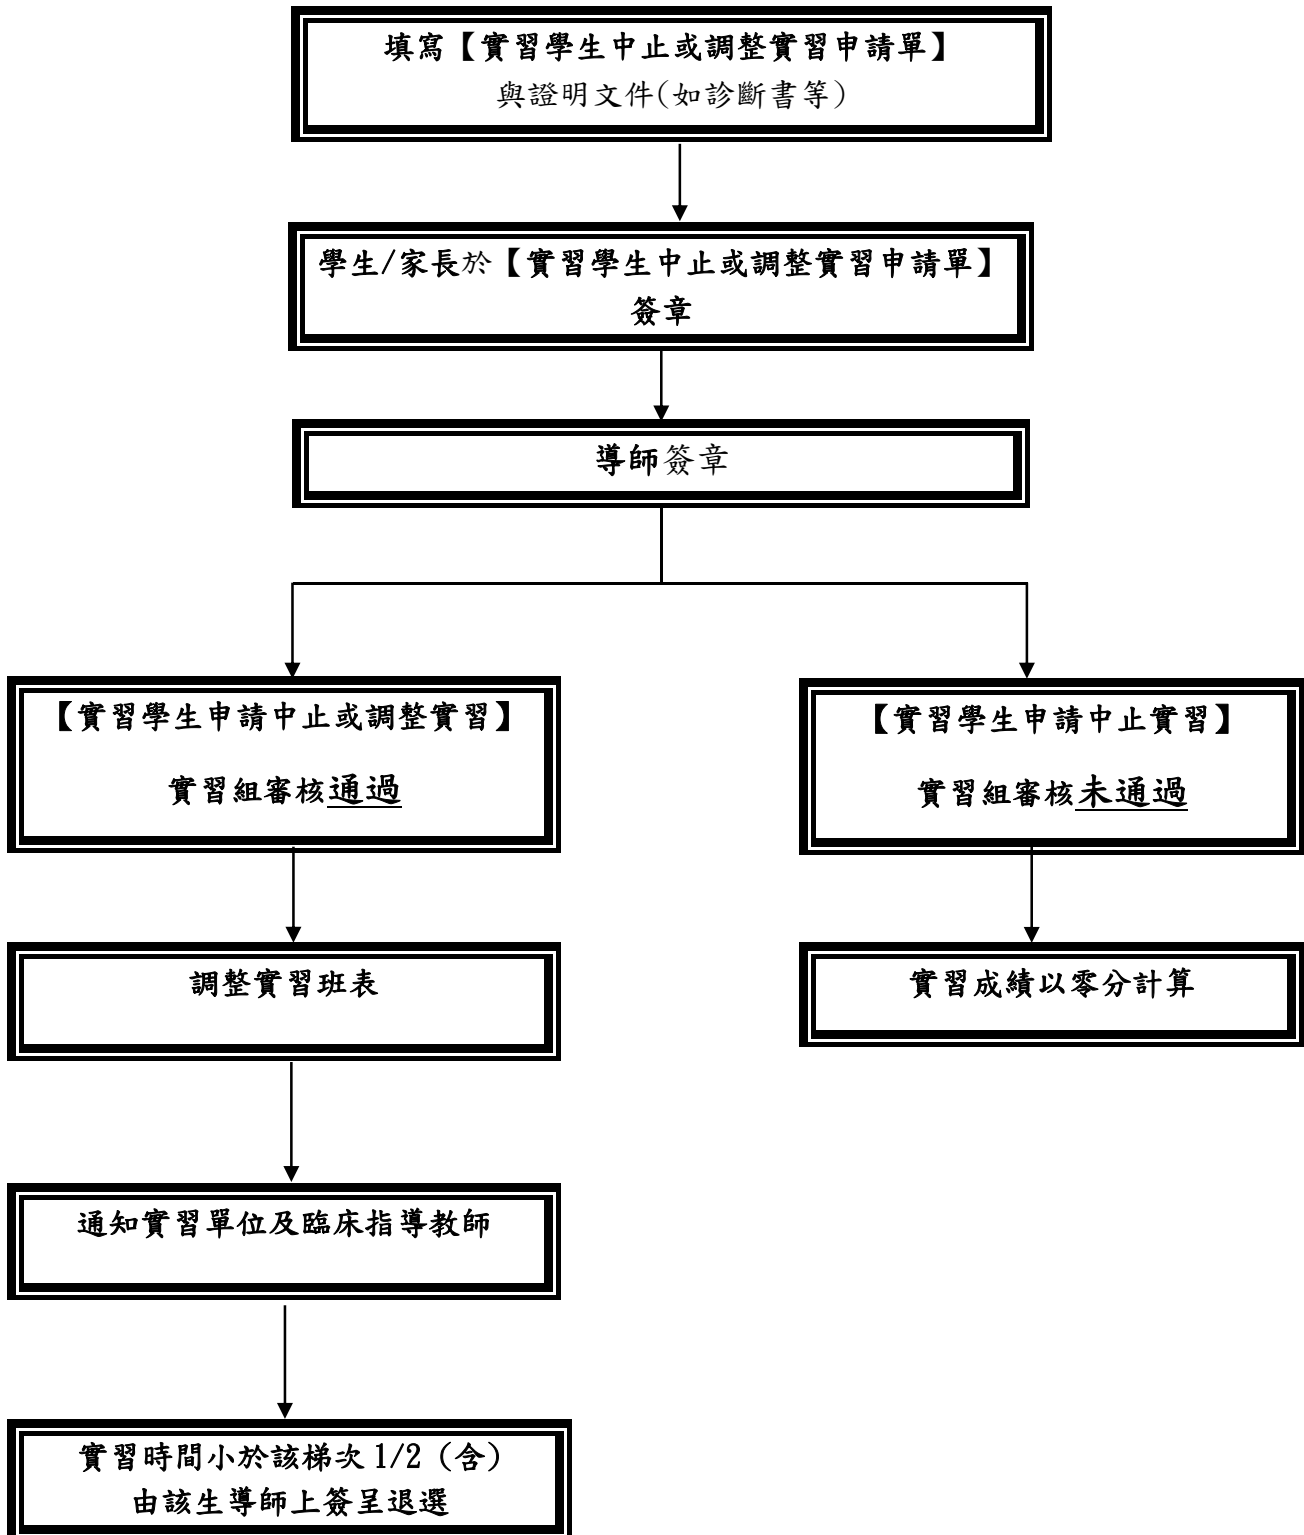 填寫【實習學生中止或調整實習申請單】
與證明文件(如診斷書等)
學生/家長於【實習學生中止或調整實習申請單】
簽章
導師簽章
【實習學生申請中止或調整實習】
實習組審核通過
【實習學生申請中止實習】
實習組審核未通過
調整實習班表
實習成績以零分計算
通知實習單位及臨床指導教師
實習時間小於該梯次 1/2 (含)
由該生導師上簽呈退選